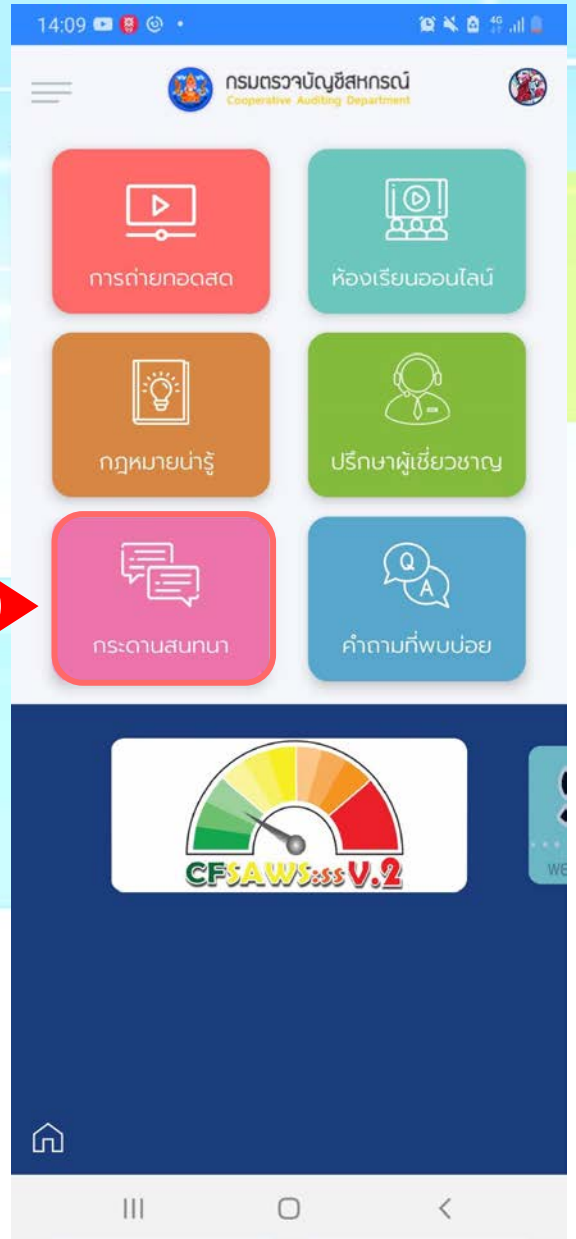 14:09
4G
กรมตรวจบัญชีสหกรณ์
Cooperative Auditing Department
การถ่ายทอดสด
ห้องเรียนออนไลน์
กฎหมายน่ารู้
ปรึกษาผู้เชี่ยวชาญ
กระดานสนทนา
Q
A
คำถามที่พบบ่อย
CFSAWS:ss V.2